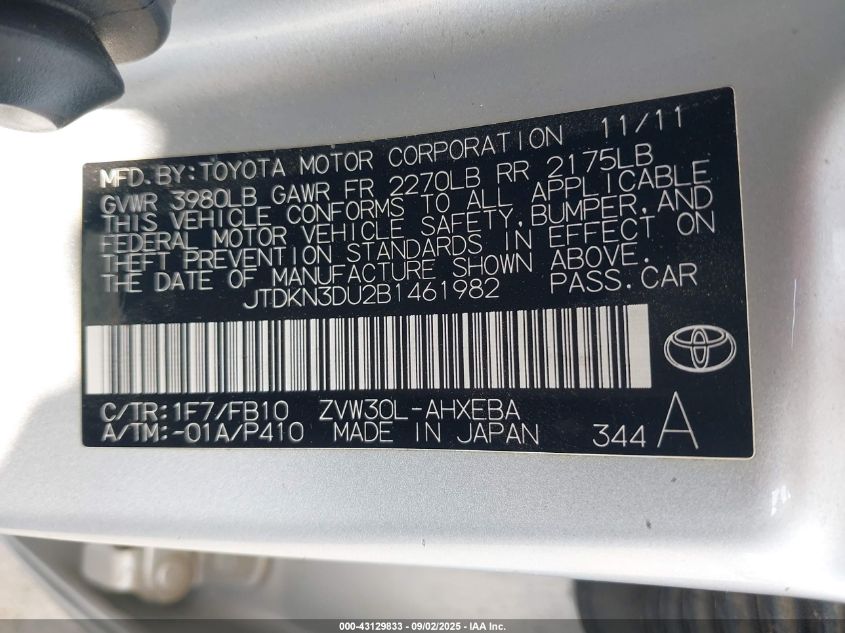 MFD. BY: TOYOTA MOTOR CORPORATION 11/11
GVWR 3980LB GAWR FR 2270LB RR 2175LB
THIS VEHICLE CONFORMS TO ALL APPLICABLE
FEDERAL MOTOR VEHICLE SAFETY, BUMPER, AND
THEFT PREVENTION STANDARDS IN EFFECT ON
THE DATE OF MANUFACTURE SHOWN ABOVE.
JTDKN3DU2B1461982 PASS. CAR
C/TR: 1F7/FB10 ZVW30L-AHXEBA
A/TM: -01A/P410 MADE IN JAPAN 344 A
000-43129833 - 09/02/2025 - IAA Inc.